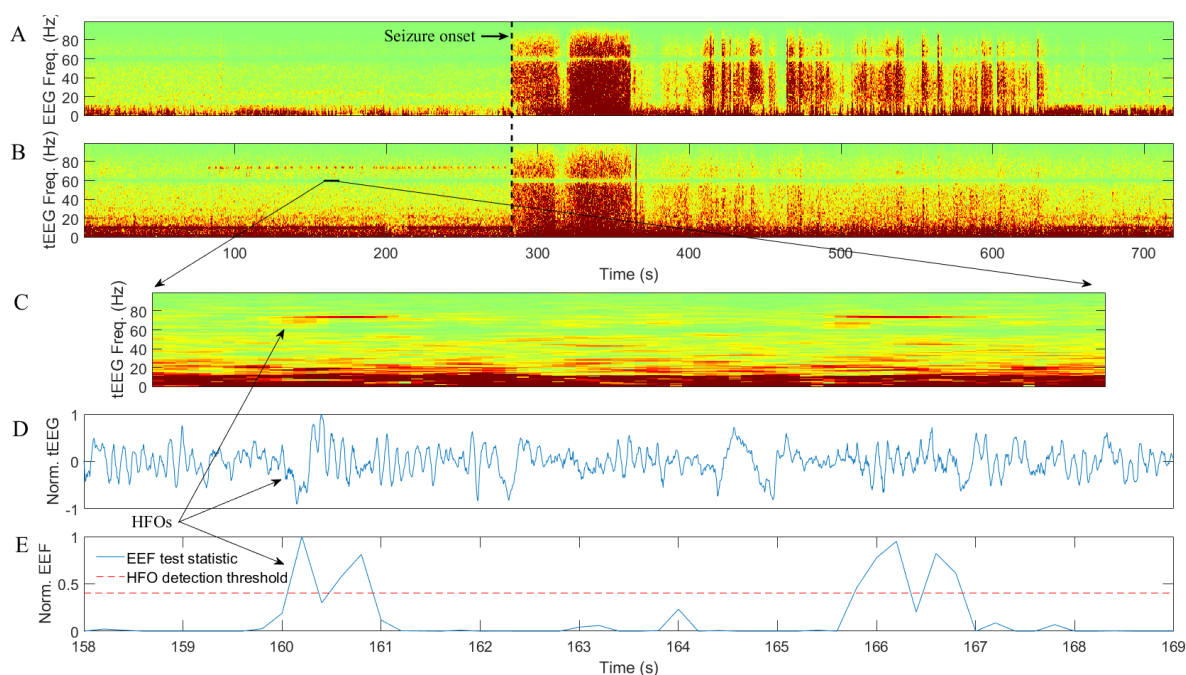 A
EEG Freq. (Hz)
80
60
40
20
0
Seizure onset
B
tEEG Freq. (Hz)
80
60
40
20
0
100 200 300 400 500 600 700
Time (s)
C
tEEG Freq. (Hz)
80
60
40
20
0
D
Norm. tEEG
1
0
-1
HFOs
E
Norm. EEF
1
0.5
0
EEF test statistic
HFO detection threshold
158 159 160 161 162 163 164 165 166 167 168 169
Time (s)